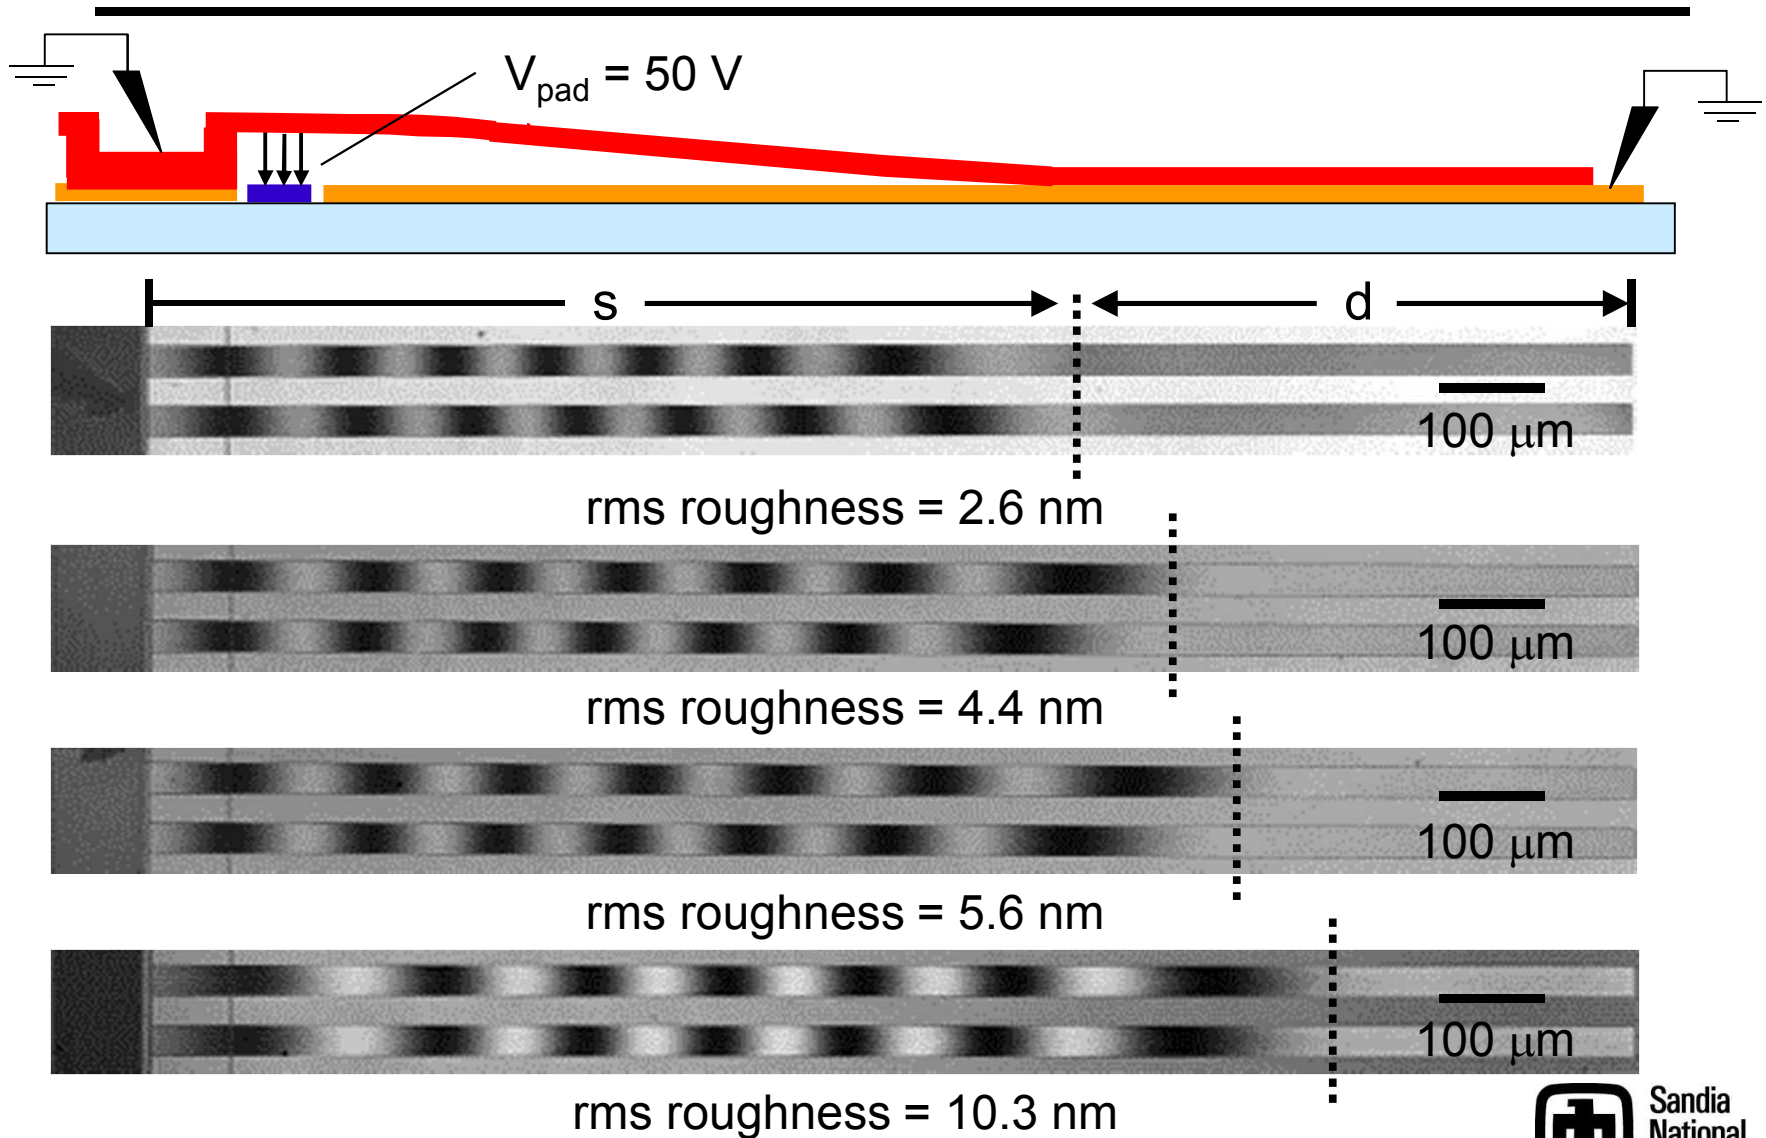 V_pad = 50 V
s
d
100 μm
rms roughness = 2.6 nm
100 μm
rms roughness = 4.4 nm
100 μm
rms roughness = 5.6 nm
100 μm
rms roughness = 10.3 nm
Sandia
National